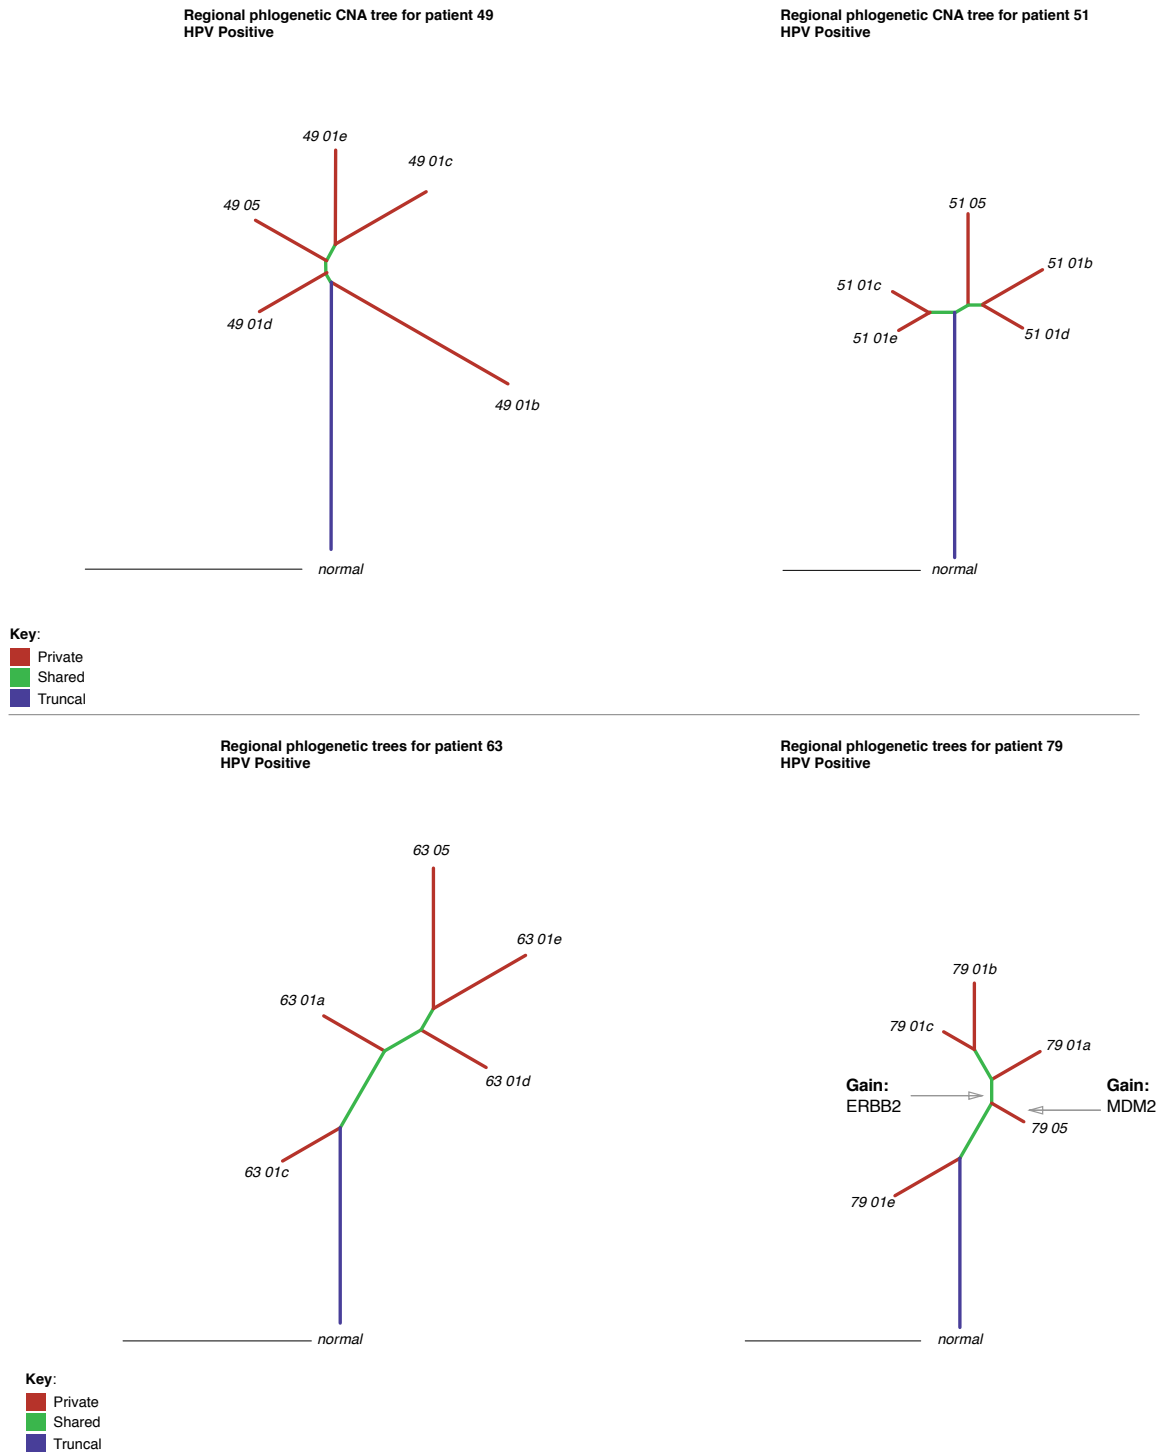 Regional phlogenetic CNA tree for patient 49
HPV Positive
Regional phlogenetic CNA tree for patient 51
HPV Positive
49 01e
49 01c
49 05
49 01d
49 01b
normal
51 05
51 01b
51 01c
51 01e
51 01d
normal
Key:
Private
Shared
Truncal
Regional phlogenetic trees for patient 63
HPV Positive
Regional phlogenetic trees for patient 79
HPV Positive
63 05
63 01e
63 01a
63 01d
63 01c
normal
79 01b
79 01c
79 01a
Gain:
ERBB2
Gain:
MDM2
79 05
79 01e
normal
Key:
Private
Shared
Truncal